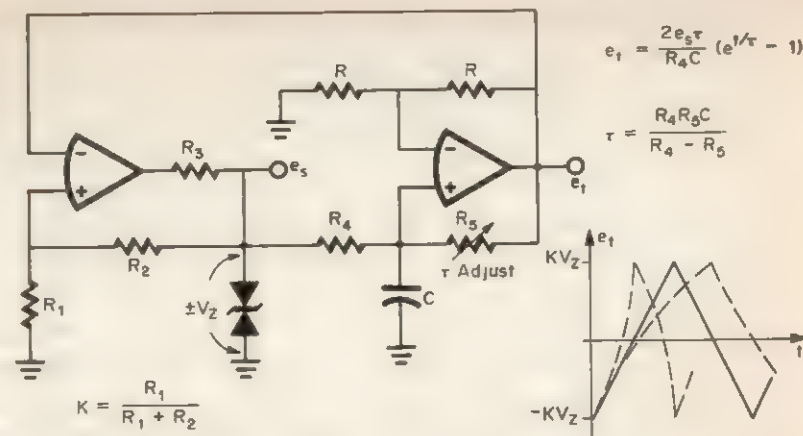 e_t = 2e_sτ / R_4C (e^{t/τ} − 1)
τ = R_4R_5C / R_4 − R_5
R
R
−
+
R_3
e_s
−
+
e_t
R_2
R_4
R_5
τ Adjust
R_1
±V_Z
C
K = R_1 / R_1 + R_2
e_t
KV_Z
t
−KV_Z